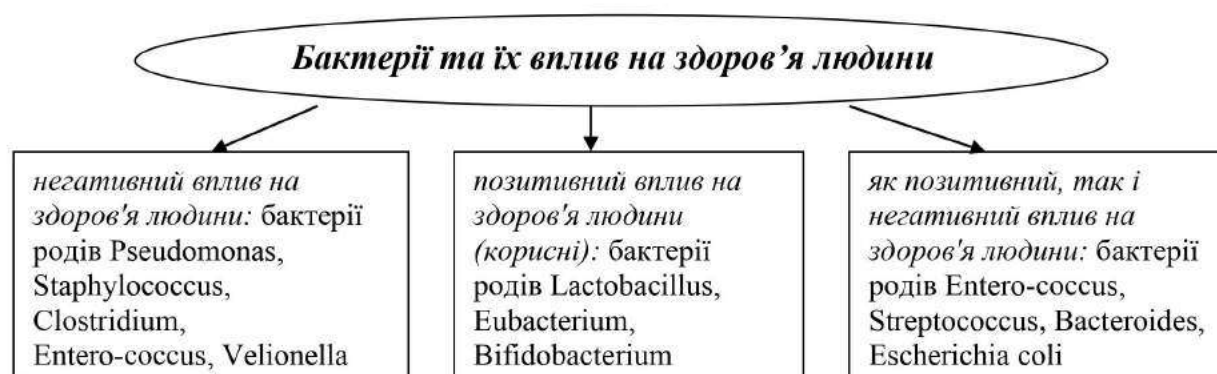 Бактерії та їх вплив на здоров’я людини
негативний вплив на
здоров'я людини: бактерії
родів Pseudomonas,
Staphylococcus,
Clostridium,
Entero-coccus, Velionella
позитивний вплив на
здоров'я людини
(корисні): бактерії
родів Lactobacillus,
Eubacterium,
Bifidobacterium
як позитивний, так і
негативний вплив на
здоров'я людини: бактерії
родів Entero-coccus,
Streptococcus, Bacteroides,
Escherichia coli